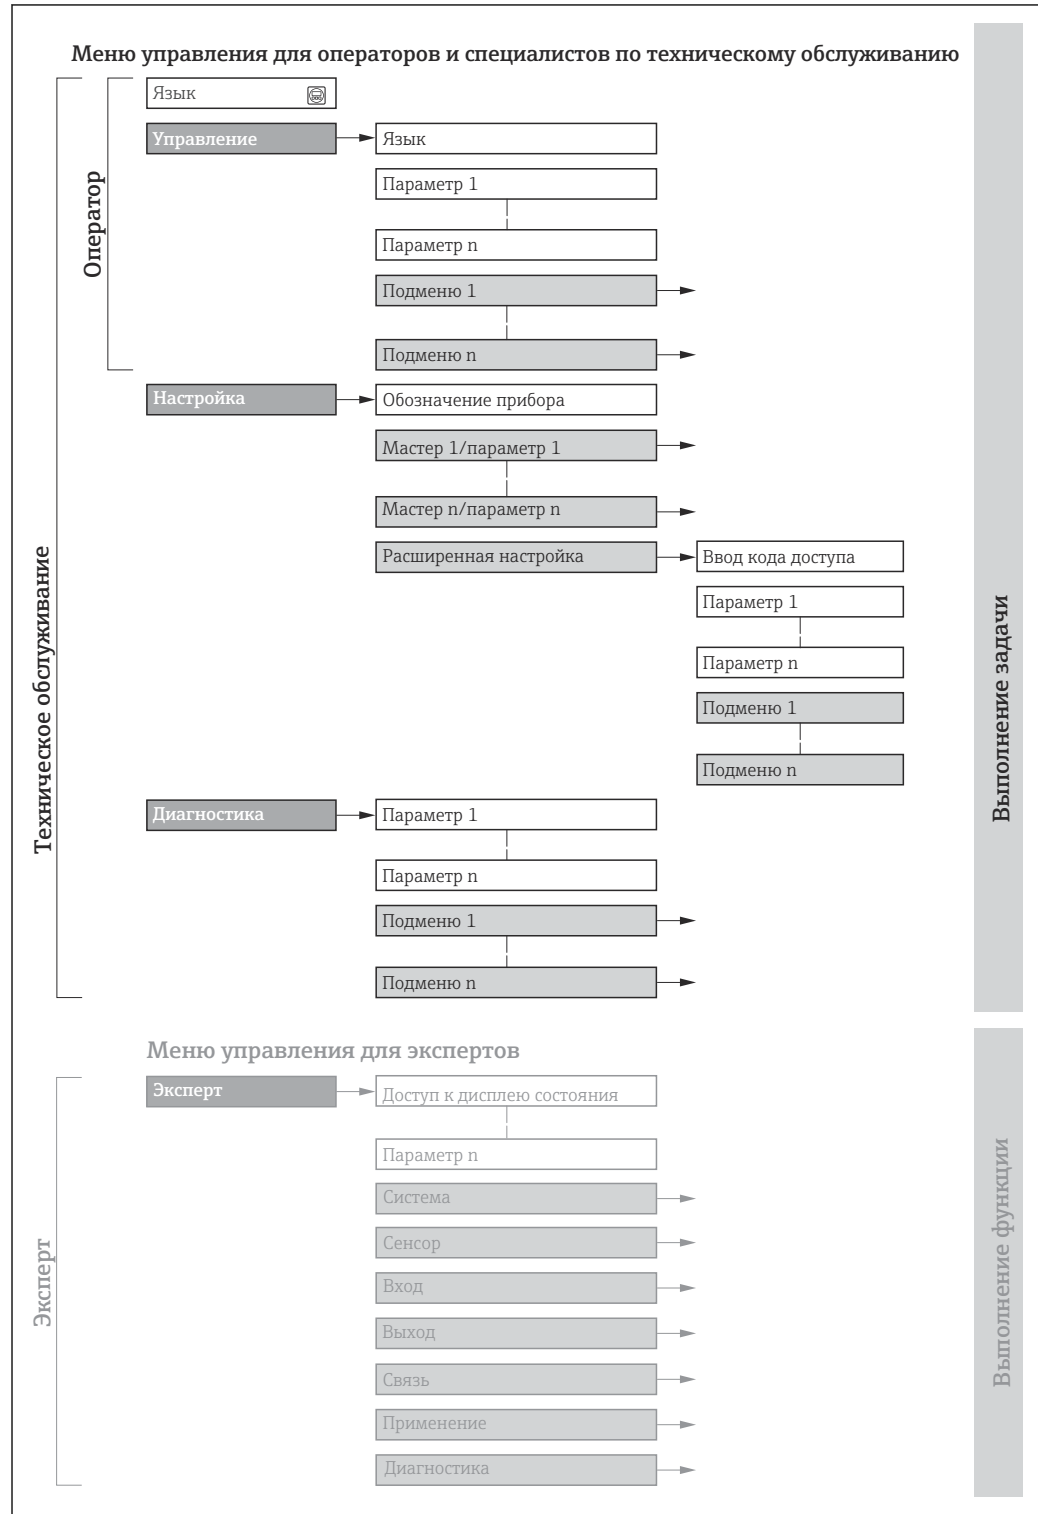 Меню управления для операторов и специалистов по техническому обслуживанию
Язык
Управление
Язык
Параметр 1
Параметр n
Подменю 1
Подменю n
Оператор
Настройка
Обозначение прибора
Мастер 1/параметр 1
Мастер n/параметр n
Расширенная настройка
Ввод кода доступа
Параметр 1
Параметр n
Подменю 1
Подменю n
Техническое обслуживание
Диагностика
Параметр 1
Параметр n
Подменю 1
Подменю n
Выполнение задачи
Меню управления для экспертов
Эксперт
Доступ к дисплею состояния
Параметр n
Система
Сенсор
Вход
Выход
Связь
Применение
Диагностика
Эксперт
Выполнение функции